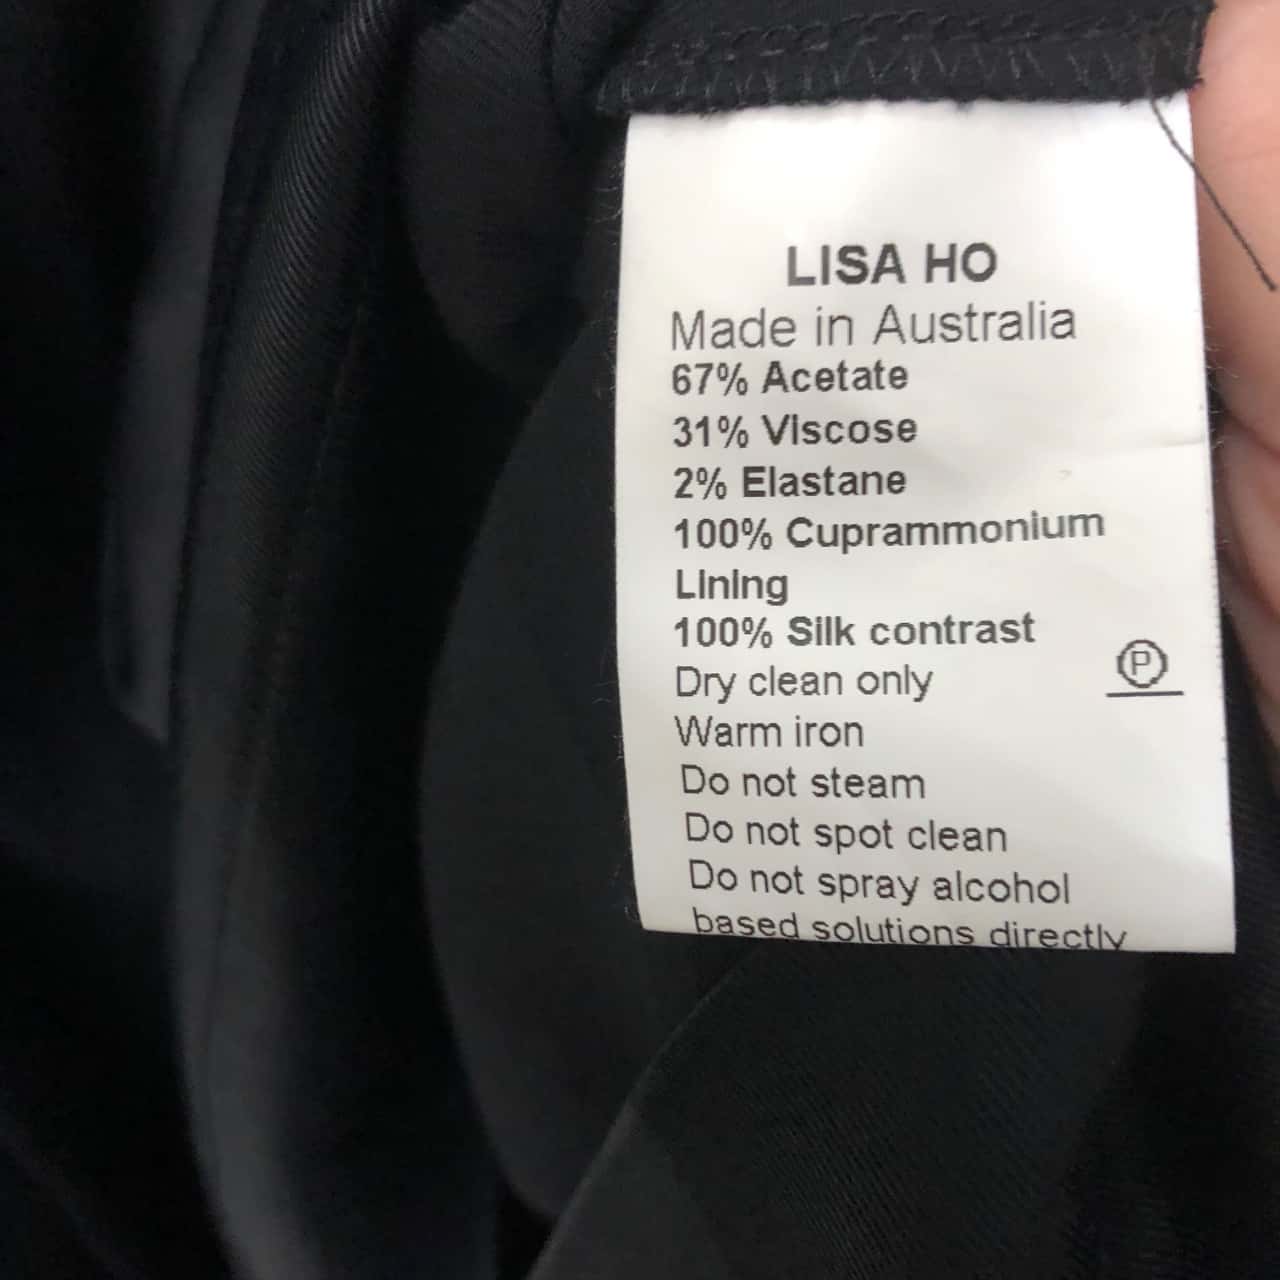 LISA HO
Made in Australia
67% Acetate
31% Viscose
2% Elastane
100% Cuprammonium
Lining
100% Silk contrast
Dry clean only
P
Warm iron
Do not steam
Do not spot clean
Do not spray alcohol
based solutions directly